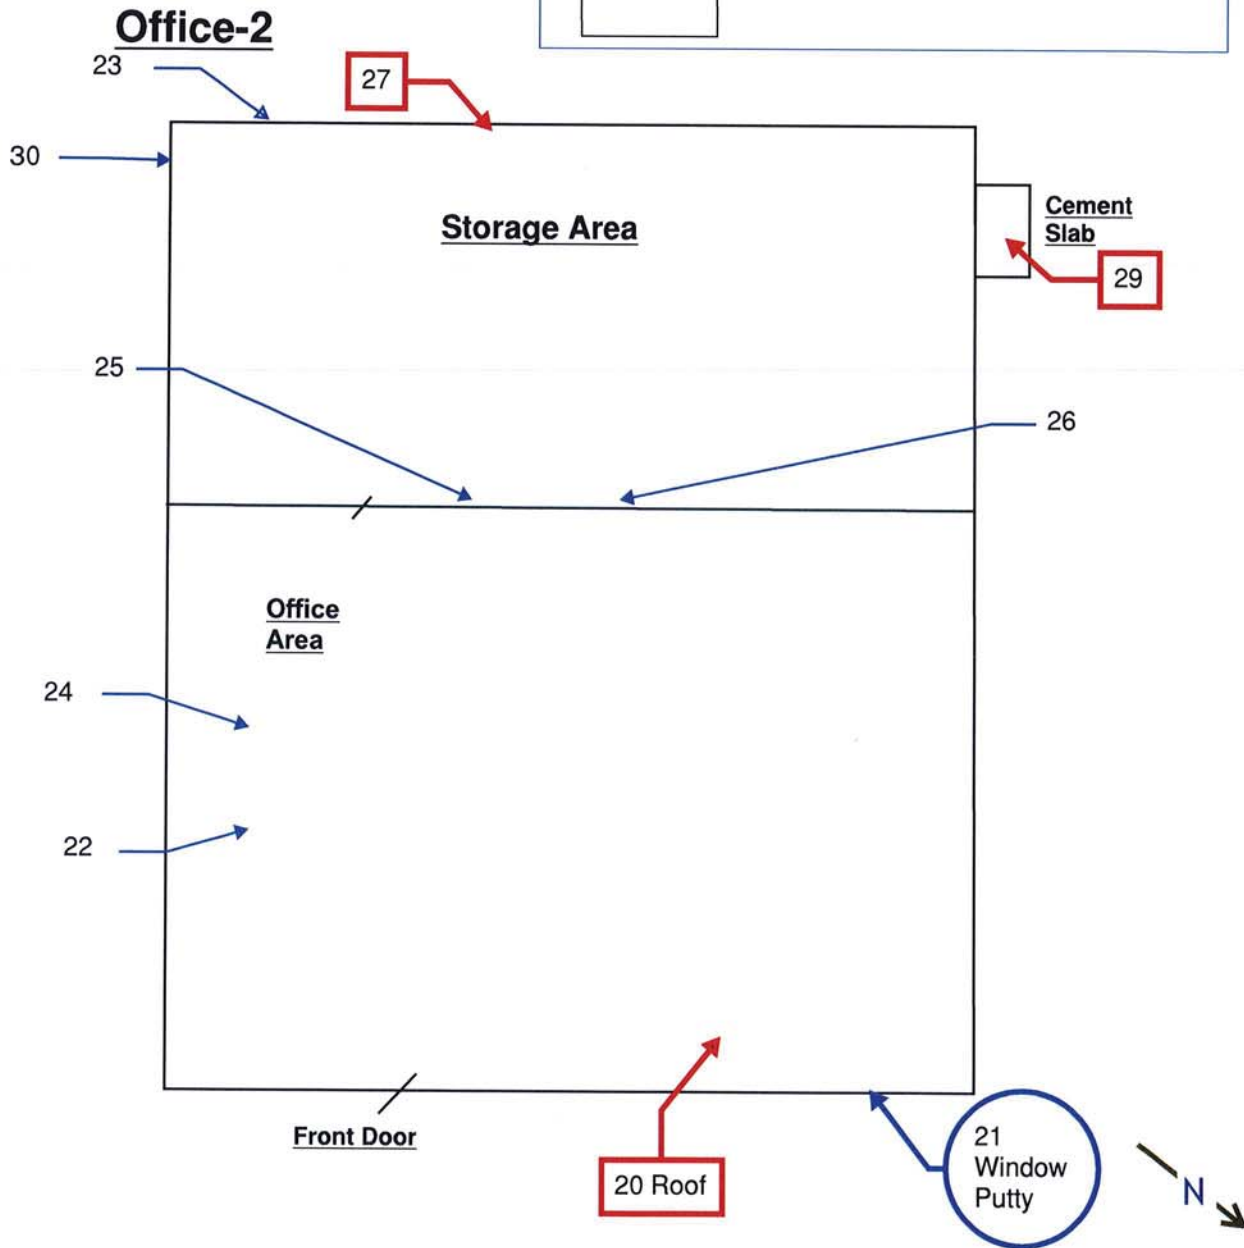 Office-2
23
27
30
Storage Area
Cement
Slab
29
25
26
Office
Area
24
22
Front Door
20 Roof
21
Window
Putty
N